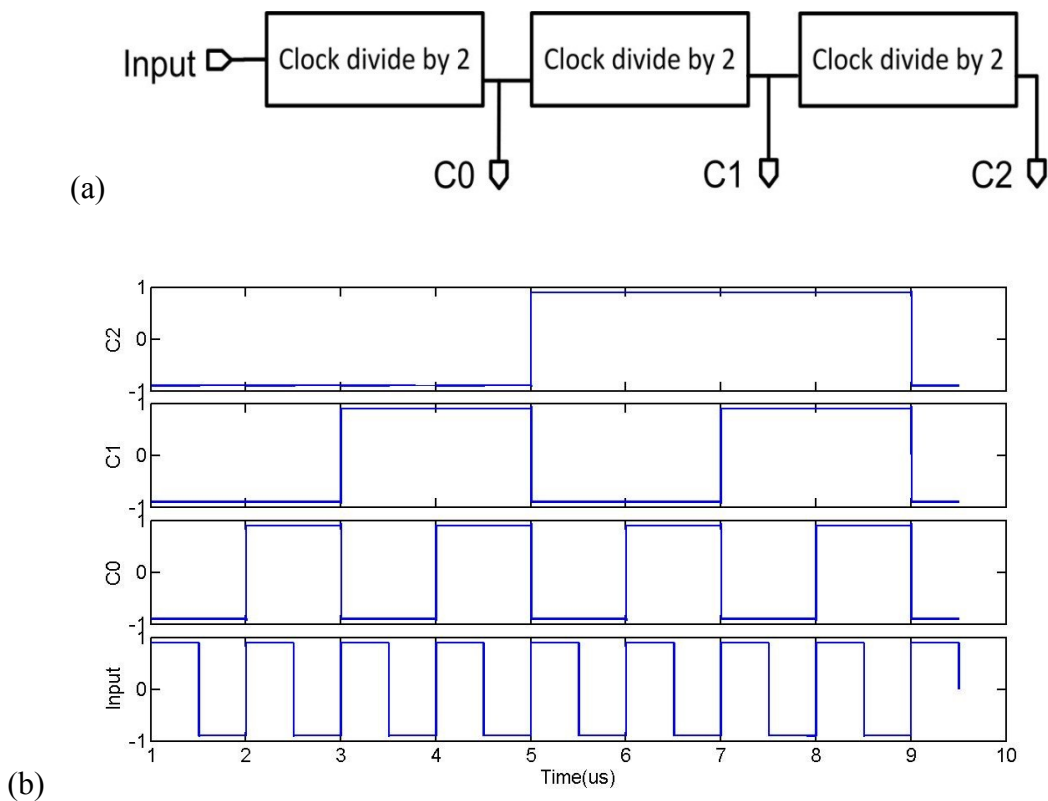 Input
Clock divide by 2
Clock divide by 2
Clock divide by 2
C0
C1
C2
(a)
1
0
-1
C2
1
0
-1
C1
1
0
-1
C0
1
0
-1
Input
1 2 3 4 5 6 7 8 9 10
Time(us)
(b)